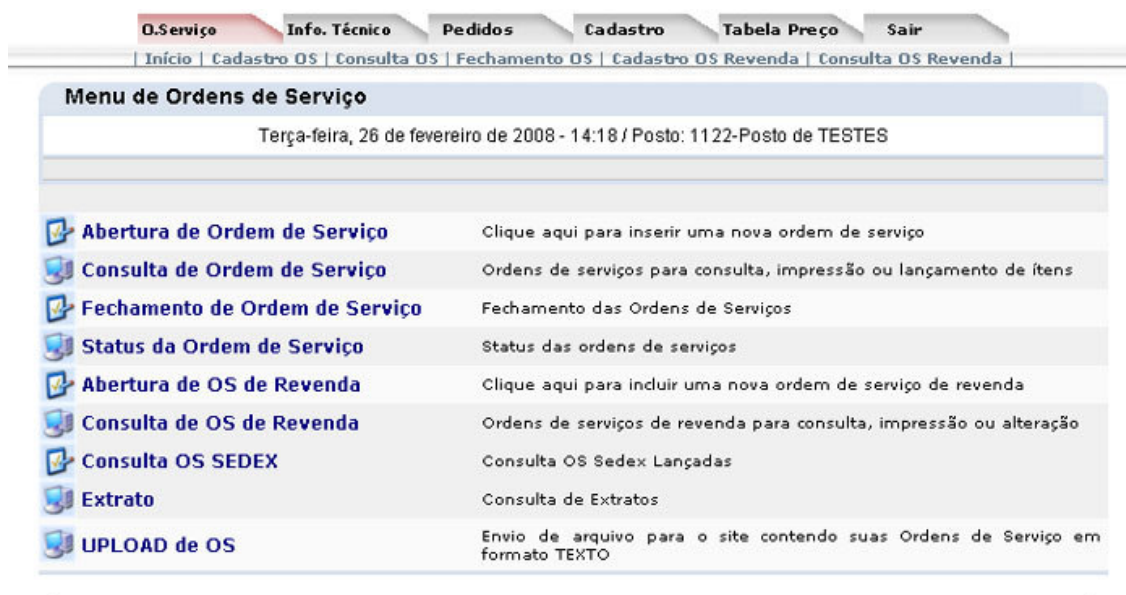 O.Serviço Info. Técnico Pedidos Cadastro Tabela Preço Sair
| Início | Cadastro OS | Consulta OS | Fechamento OS | Cadastro OS Revenda | Consulta OS Revenda |
Menu de Ordens de Serviço
Terça-feira, 26 de fevereiro de 2008 - 14:18 / Posto: 1122-Posto de TESTES
Abertura de Ordem de Serviço Clique aqui para inserir uma nova ordem de serviço
Consulta de Ordem de Serviço Ordens de serviços para consulta, impressão ou lançamento de ítens
Fechamento de Ordem de Serviço Fechamento das Ordens de Serviços
Status da Ordem de Serviço Status das ordens de serviços
Abertura de OS de Revenda Clique aqui para incluir uma nova ordem de serviço de revenda
Consulta de OS de Revenda Ordens de serviços de revenda para consulta, impressão ou alteração
Consulta OS SEDEX Consulta OS Sedex Lançadas
Extrato Consulta de Extratos
UPLOAD de OS Envio de arquivo para o site contendo suas Ordens de Serviço em
formato TEXTO